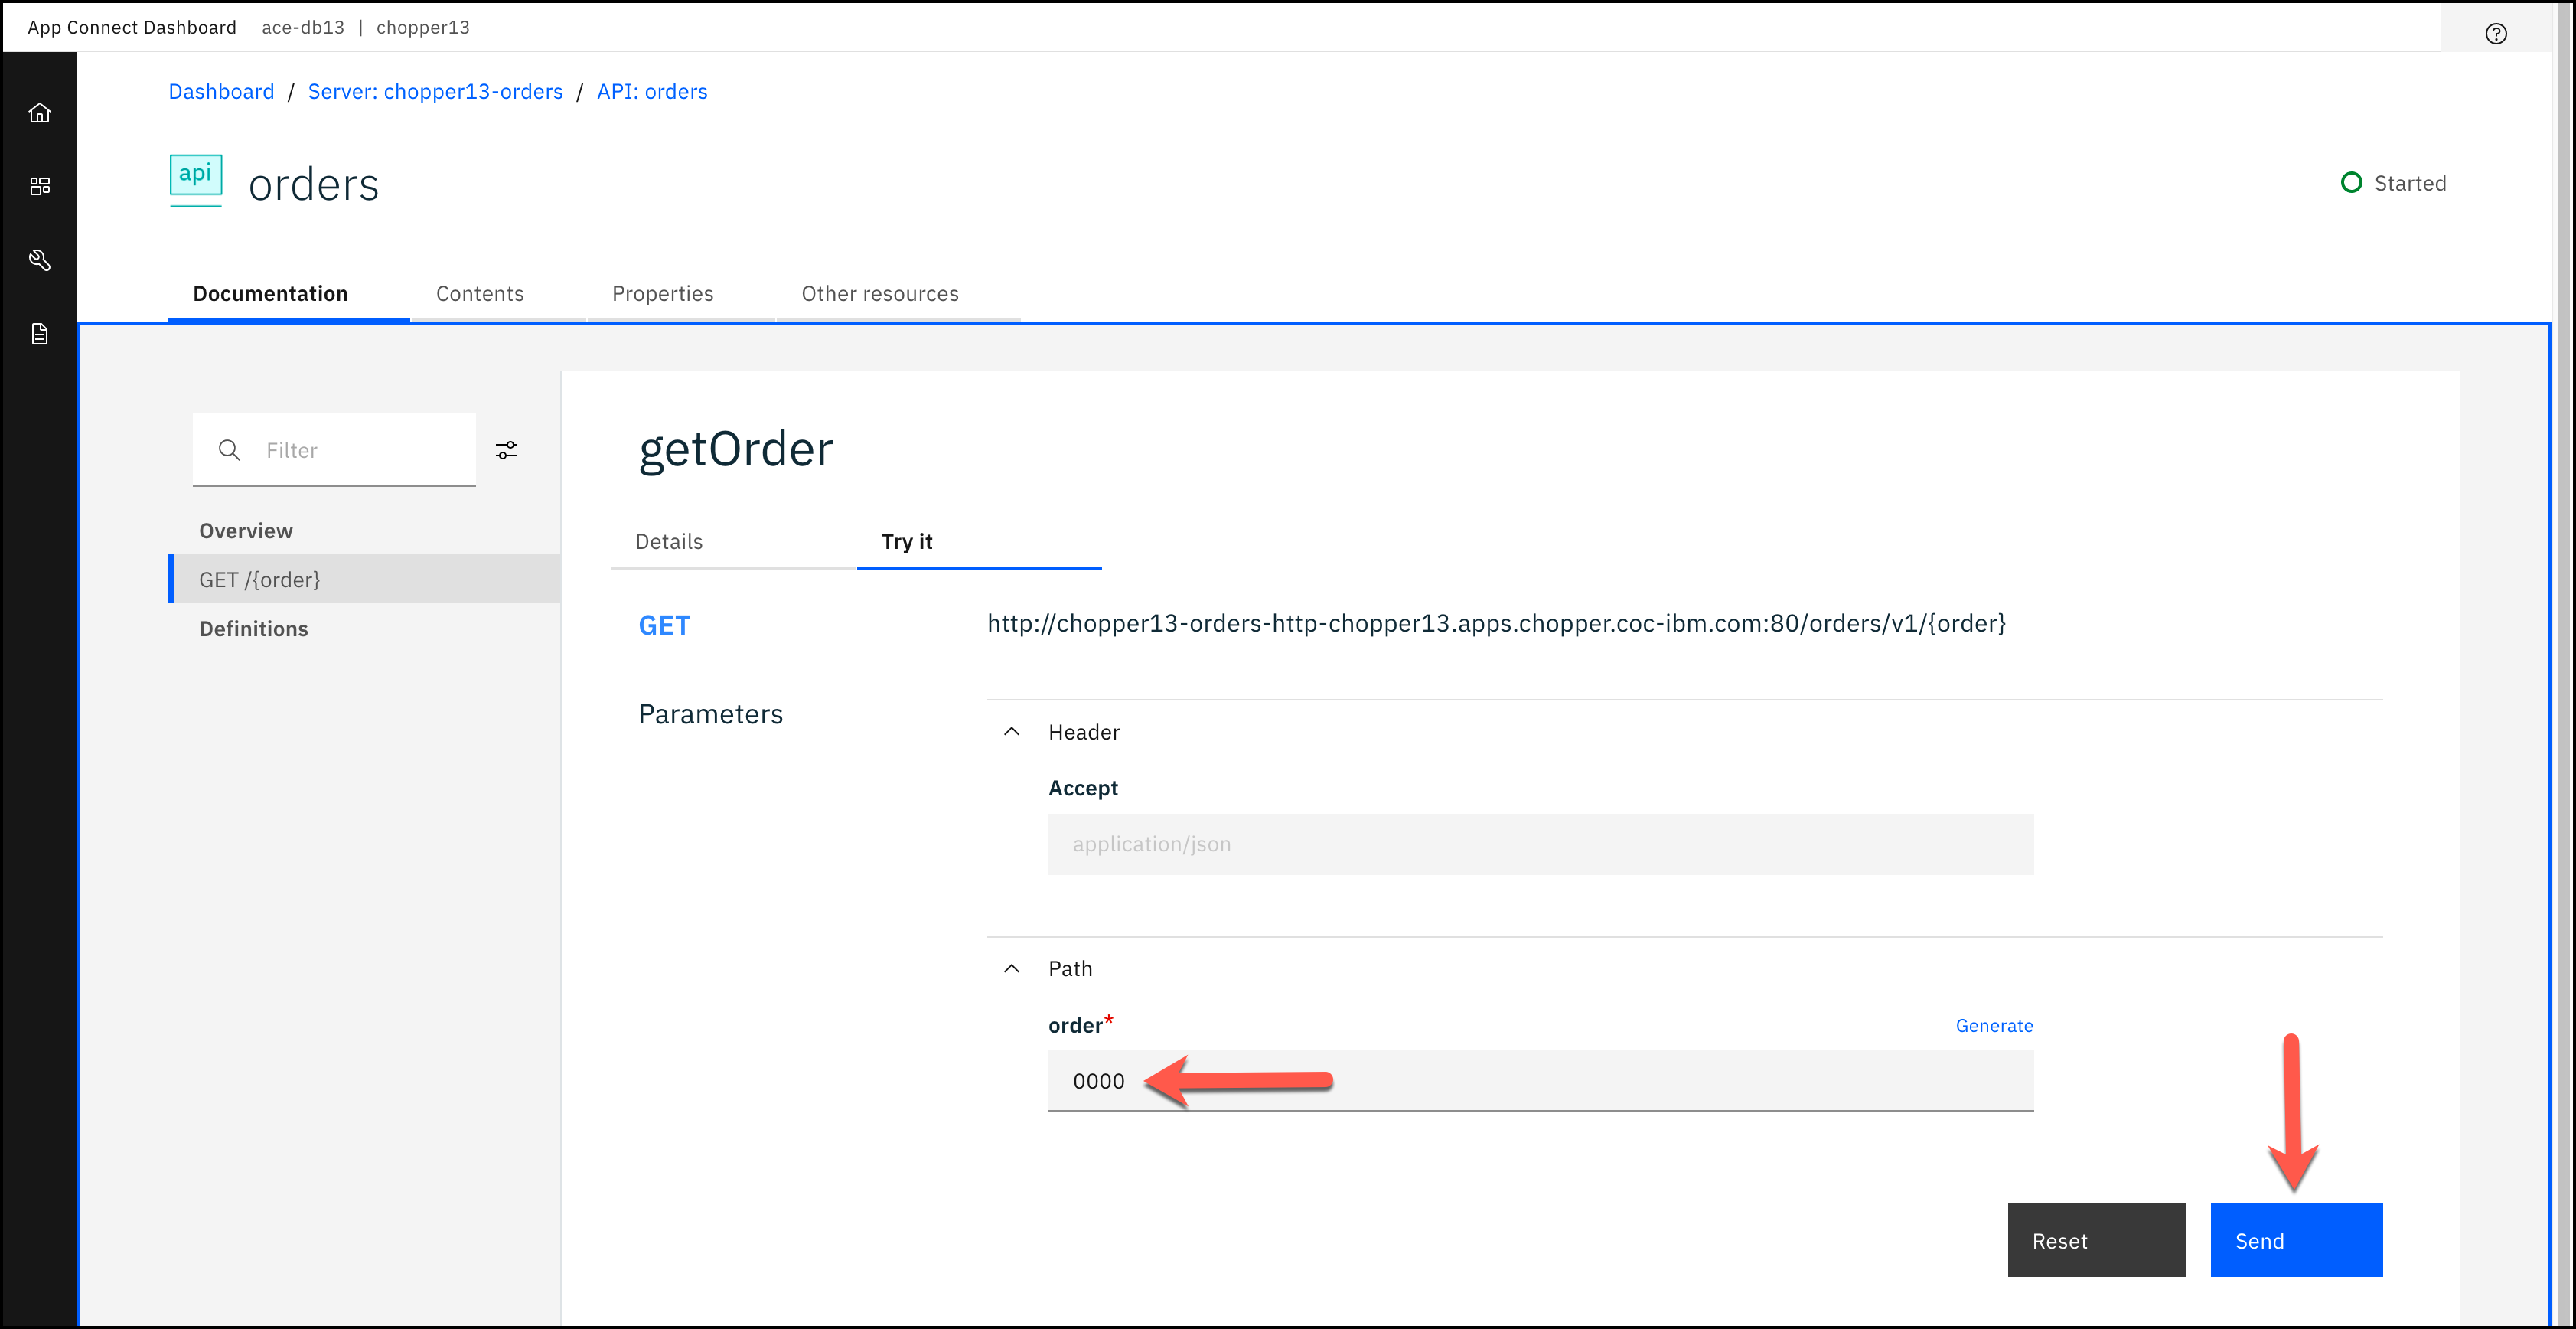 App Connect Dashboard ace-db13 | chopper13
Dashboard / Server: chopper13-orders / API: orders
api
orders
Started
Documentation
Contents
Properties
Other resources
Filter
Overview
GET /{order}
Definitions
getOrder
Details
Try it
GET
http://chopper13-orders-http-chopper13.apps.chopper.coc-ibm.com:80/orders/v1/{order}
Parameters
Header
Accept
application/json
Path
order*
Generate
0000
Reset
Send